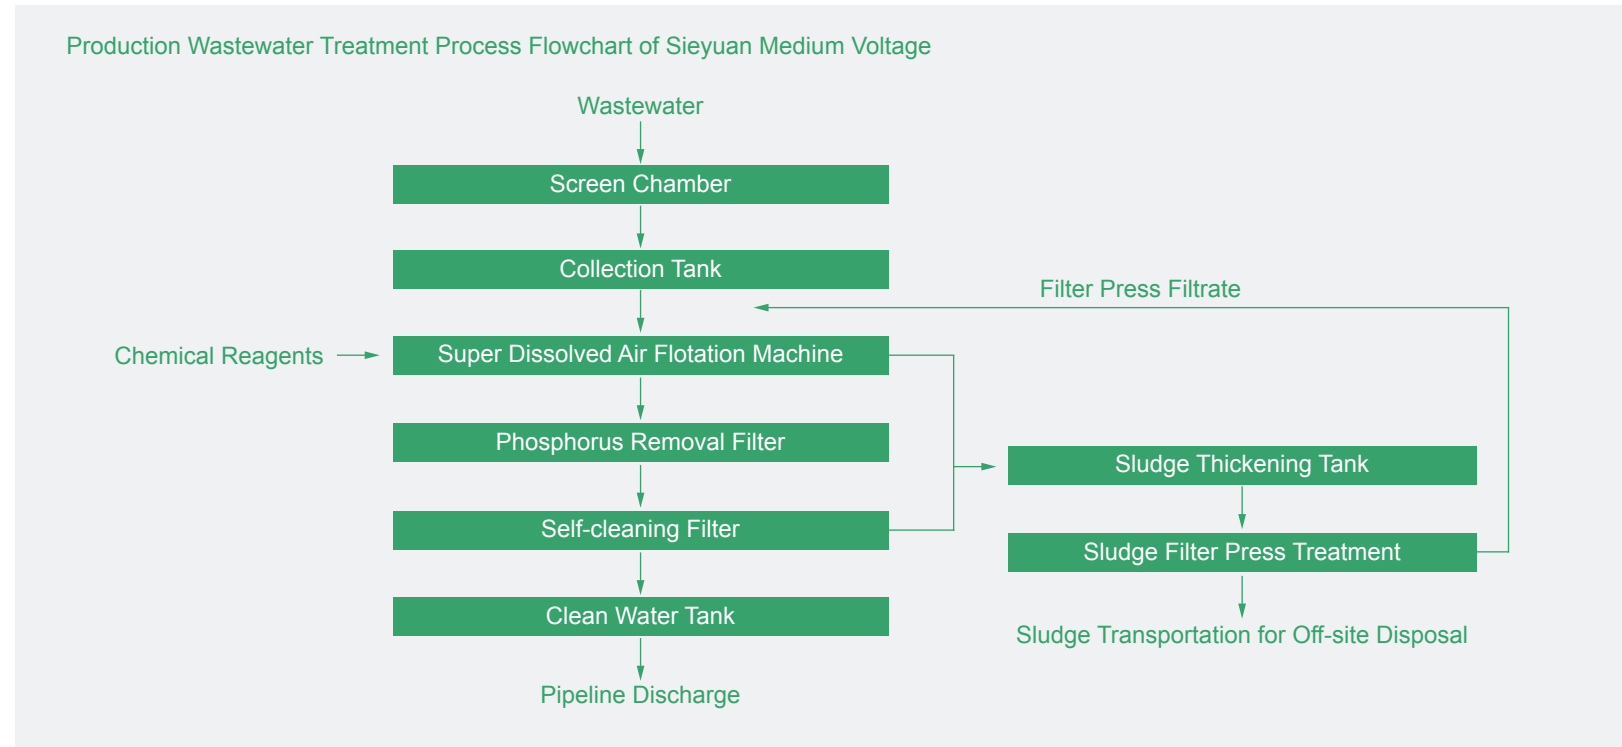 Production Wastewater Treatment Process Flowchart of Sieyuan Medium Voltage
Wastewater
Screen Chamber
Collection Tank
Filter Press Filtrate
Chemical Reagents
Super Dissolved Air Flotation Machine
Phosphorus Removal Filter
Sludge Thickening Tank
Self-cleaning Filter
Sludge Filter Press Treatment
Clean Water Tank
Sludge Transportation for Off-site Disposal
Pipeline Discharge